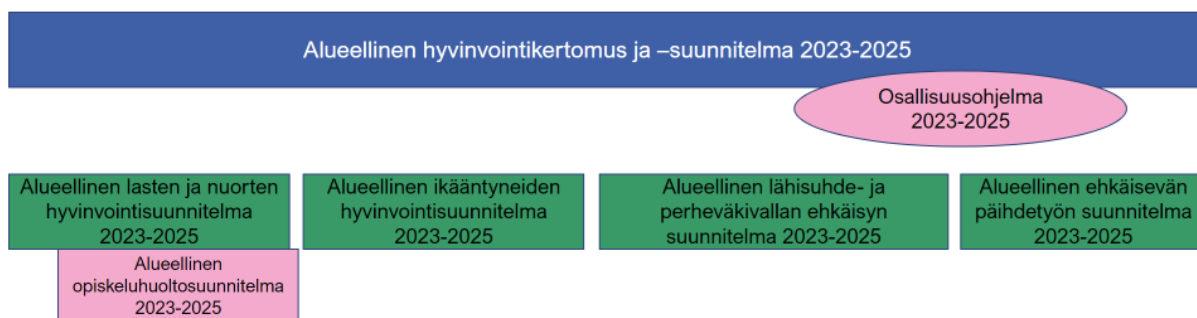 Alueellinen hyvinvointikertomus ja –suunnitelma 2023-2025
Osallisuusohjelma
2023-2025
Alueellinen lasten ja nuorten
hyvinvointisuunnitelma
2023-2025
Alueellinen
opiskeluhuoltosuunnitelma
2023-2025
Alueellinen ikääntyneiden
hyvinvointisuunnitelma
2023-2025
Alueellinen lähisuhde- ja
perheväkivallan ehkäisyn
suunnitelma 2023-2025
Alueellinen ehkäisevän
päihdetyön suunnitelma
2023-2025